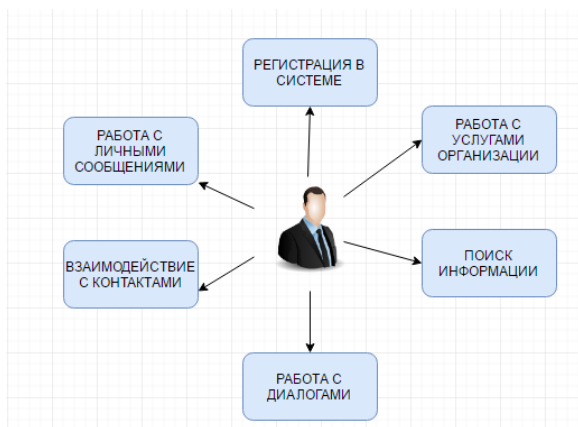 РЕГИСТРАЦИЯ В
СИСТЕМЕ
РАБОТА С
ЛИЧНЫМИ
СООБЩЕНИЯМИ
РАБОТА С
УСЛУГАМИ
ОРГАНИЗАЦИИ
ВЗАИМОДЕЙСТВИЕ
С КОНТАКТАМИ
ПОИСК
ИНФОРМАЦИИ
РАБОТА С
ДИАЛОГАМИ